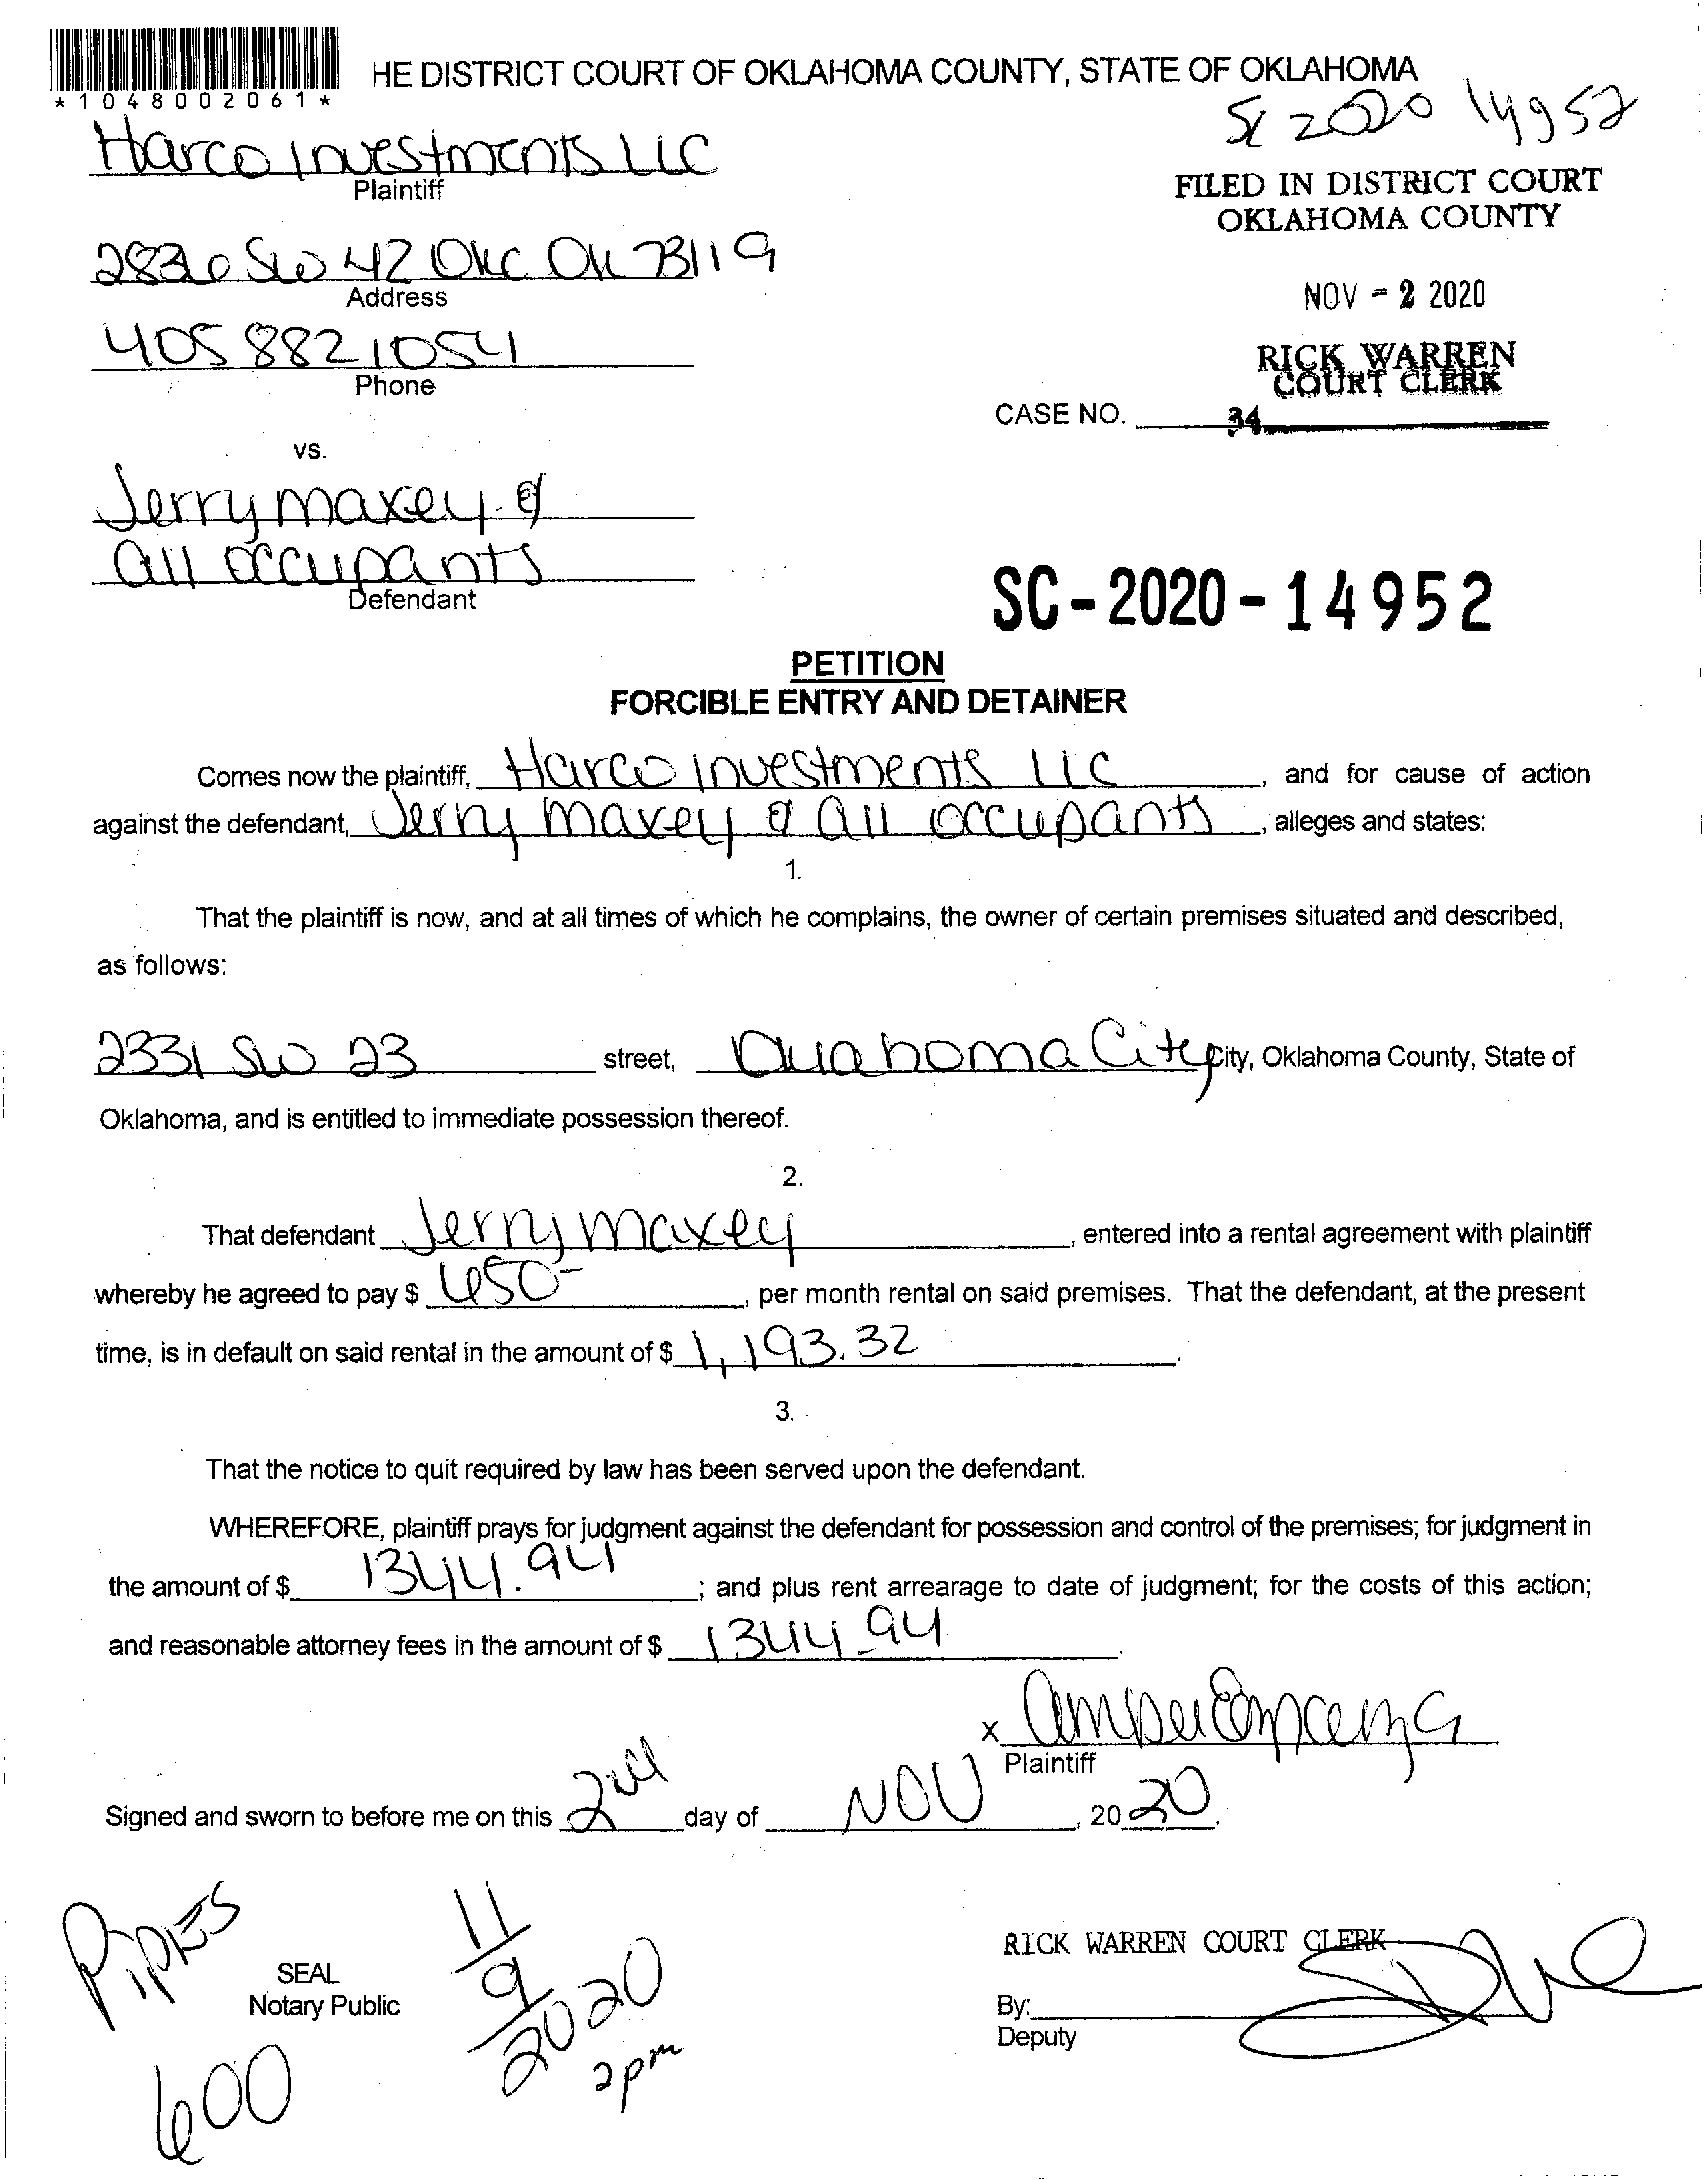 HE DISTRICT COURT OF OKLAHOMA COUNTY, STATE OF OKLAHOMA
*1048002061*
SC 2020 14952
Harco Investments LLC
Plaintiff
FILED IN DISTRICT COURT
OKLAHOMA COUNTY
2830 SW 42 OKC OK 73119
Address
NOV - 2 2020
4058821054
Phone
RICK WARREN
COURT CLERK
CASE NO.
34
vs.
Jerry Maxey &
all occupants
Defendant
SC-2020-14952
PETITION
FORCIBLE ENTRY AND DETAINER
Comes now the plaintiff, Harco Investments LLC, and for cause of action
against the defendant, Jerry Maxey & all occupants, alleges and states:
1.
That the plaintiff is now, and at all times of which he complains, the owner of certain premises situated and described,
as follows:
2331 SW 23 street, Oklahoma City City, Oklahoma County, State of
Oklahoma, and is entitled to immediate possession thereof.
2.
That defendant Jerry Maxey, entered into a rental agreement with plaintiff
whereby he agreed to pay $ 650-, per month rental on said premises. That the defendant, at the present
time, is in default on said rental in the amount of $ 1,193.32.
3.
That the notice to quit required by law has been served upon the defendant.
WHEREFORE, plaintiff prays for judgment against the defendant for possession and control of the premises; for judgment in
the amount of $ 1344.94; and plus rent arrearage to date of judgment; for the costs of this action;
and reasonable attorney fees in the amount of $ 1344.94.
x
Plaintiff
Signed and sworn to before me on this 2nd day of NOV, 2020.
PiPKES
11/9/2020
2pm
SEAL
Notary Public
600
RICK WARREN COURT CLERK
By:
Deputy